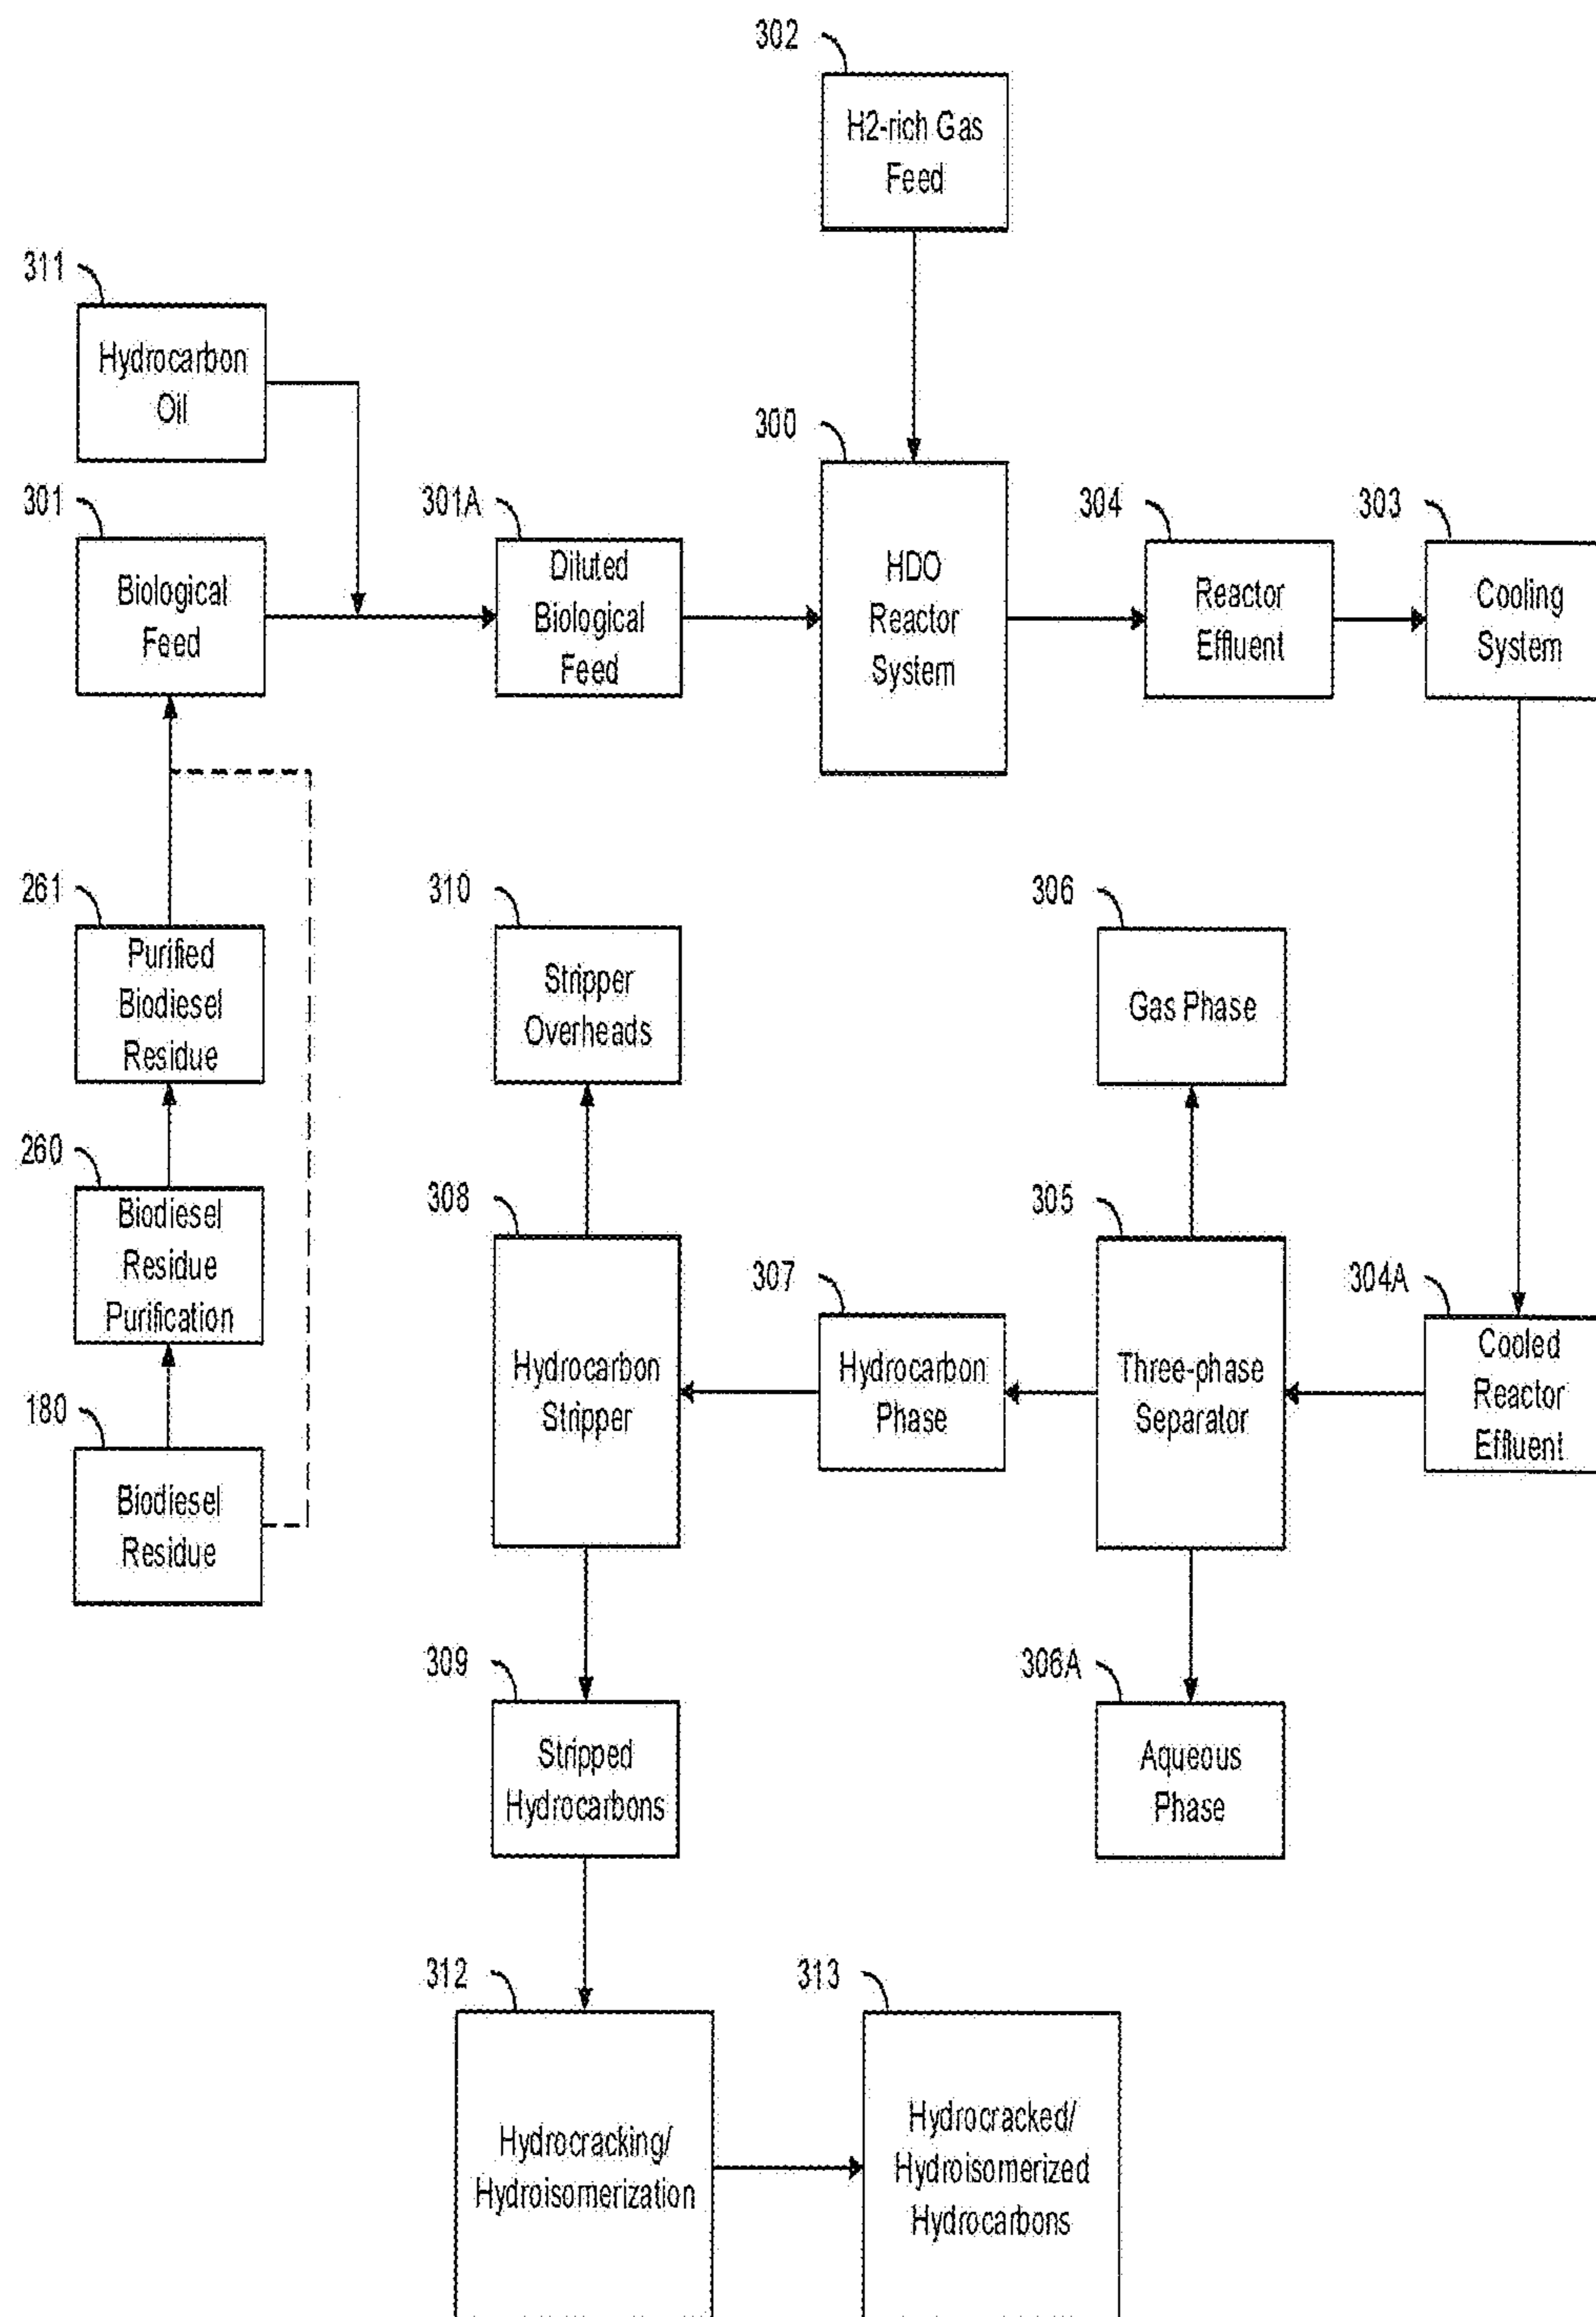 302
H2-rich Gas
Feed
311
Hydrocarbon
Oil
300
HDO
Reactor
System
301
Biological
Feed
301A
Diluted
Biological
Feed
304
Reactor
Effluent
303
Cooling
System
261
Purified
Biodiesel
Residue
310
Stripper
Overheads
306
Gas Phase
260
Biodiesel
Residue
Purification
308
Hydrocarbon
Stripper
307
Hydrocarbon
Phase
305
Three-phase
Separator
304A
Cooled
Reactor
Effluent
180
Biodiesel
Residue
309
Stripped
Hydrocarbons
306A
Aqueous
Phase
312
Hydrocracking/
Hydroisomerization
313
Hydrocracked/
Hydroisomerized
Hydrocarbons